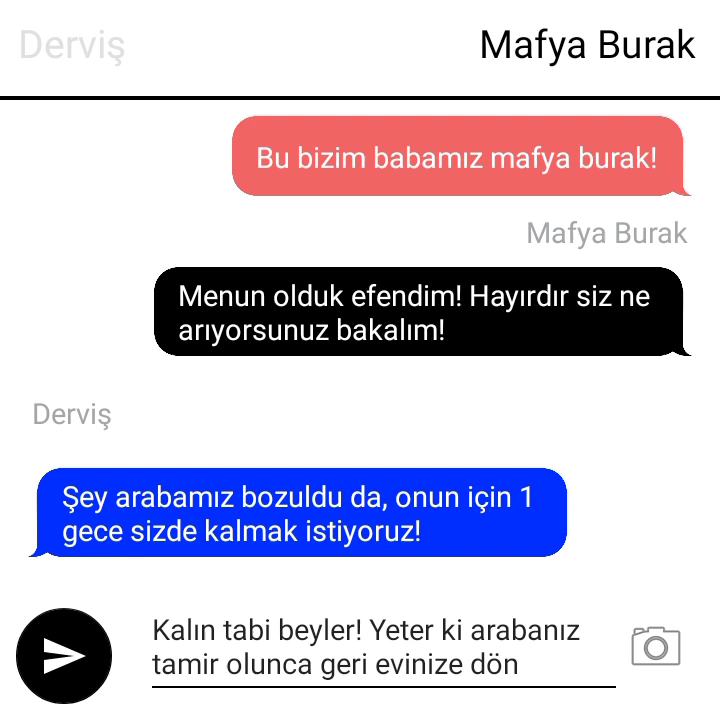 Derviş
Mafya Burak
Bu bizim babamız mafya burak!
Mafya Burak
Menun olduk efendim! Hayırdır siz ne
arıyorsunuz bakalım!
Derviş
Şey arabamız bozuldu da, onun için 1
gece sizde kalmak istiyoruz!
Kalın tabi beyler! Yeter ki arabanız
tamir olunca geri evinize dön